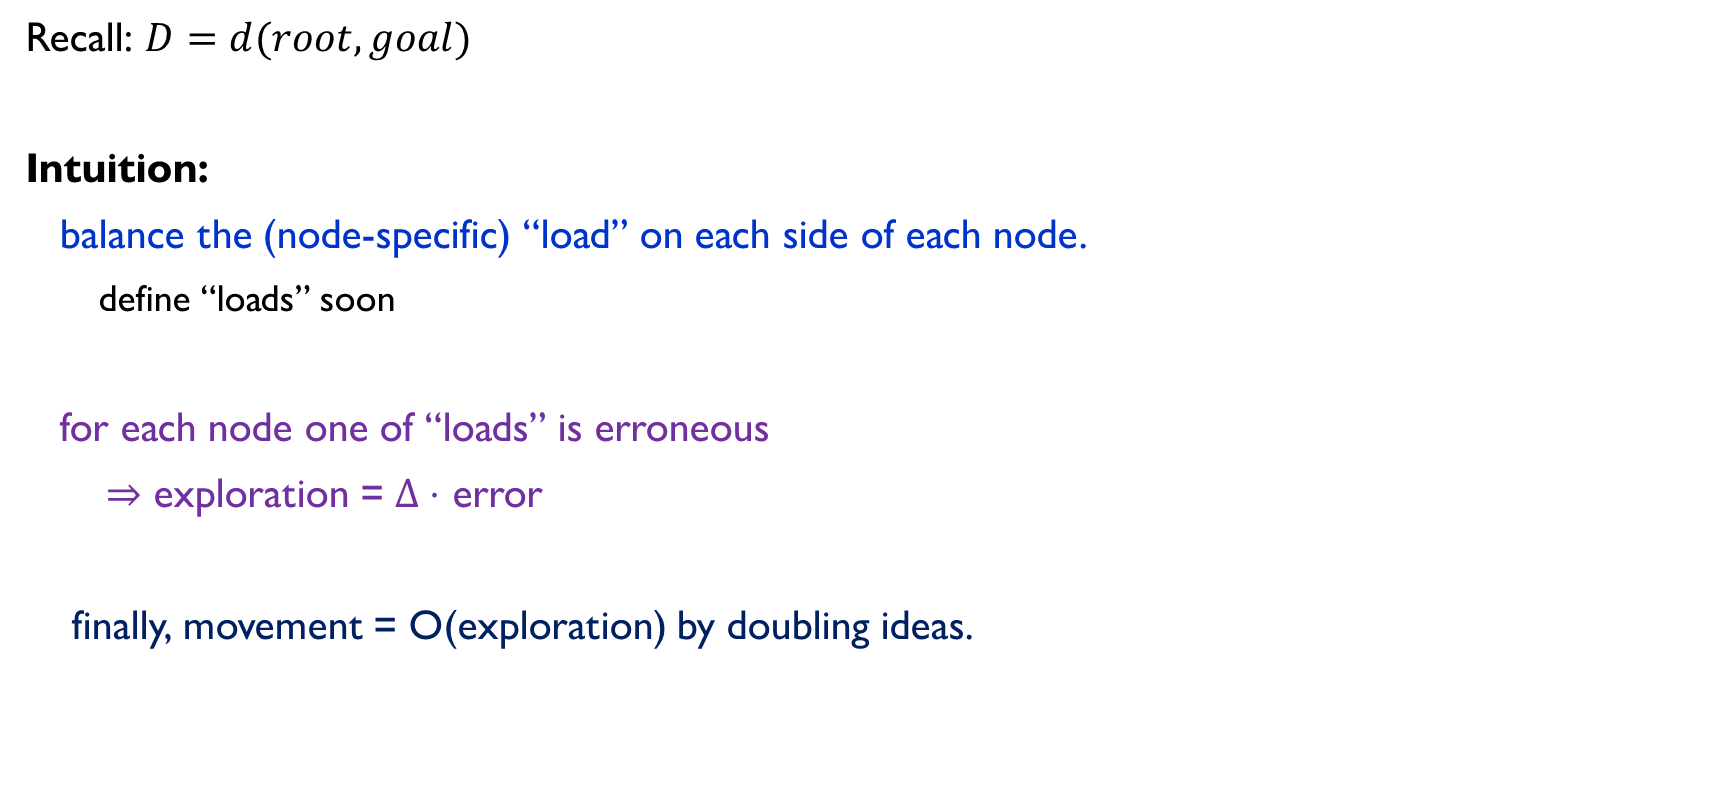 Recall: D = d(root, goal)
Intuition:
balance the (node-specific) “load” on each side of each node.
define “loads” soon
for each node one of “loads” is erroneous
⇒ exploration = Δ · error
finally, movement = O(exploration) by doubling ideas.